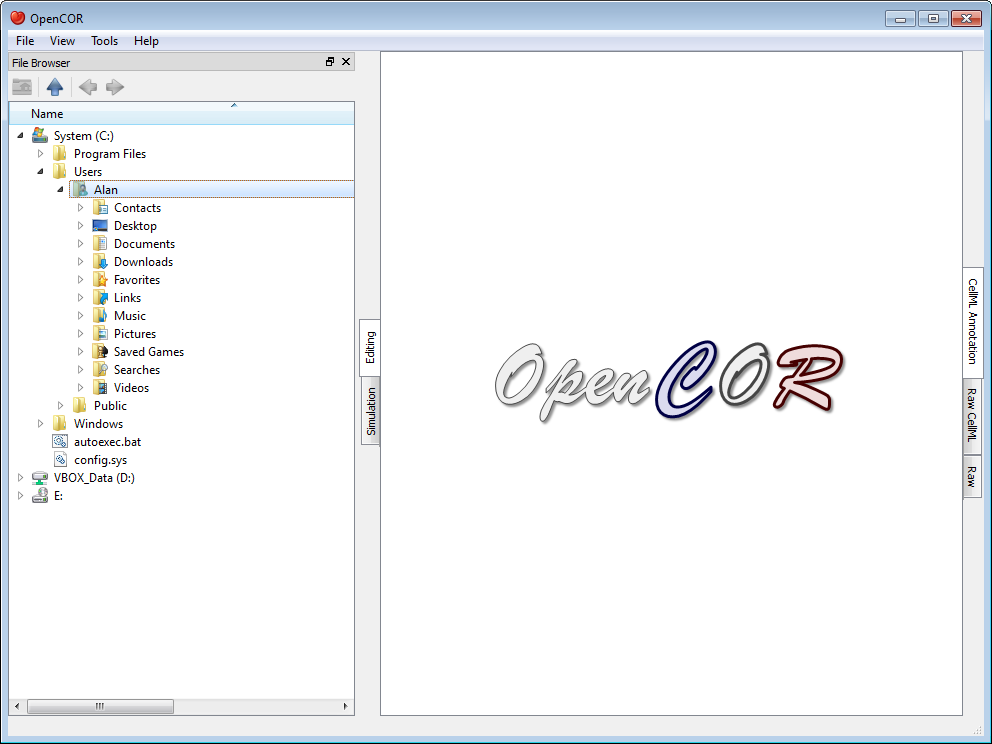 OpenCOR
File View Tools Help
File Browser
Name
System (C:)
Program Files
Users
Alan
Contacts
Desktop
Documents
Downloads
Favorites
Links
Music
Pictures
Saved Games
Searches
Videos
Public
Windows
autoexec.bat
config.sys
VBOX_Data (D:)
E:
Editing
Simulation
OpenCOR
CellML Annotation
Raw CellML
Raw